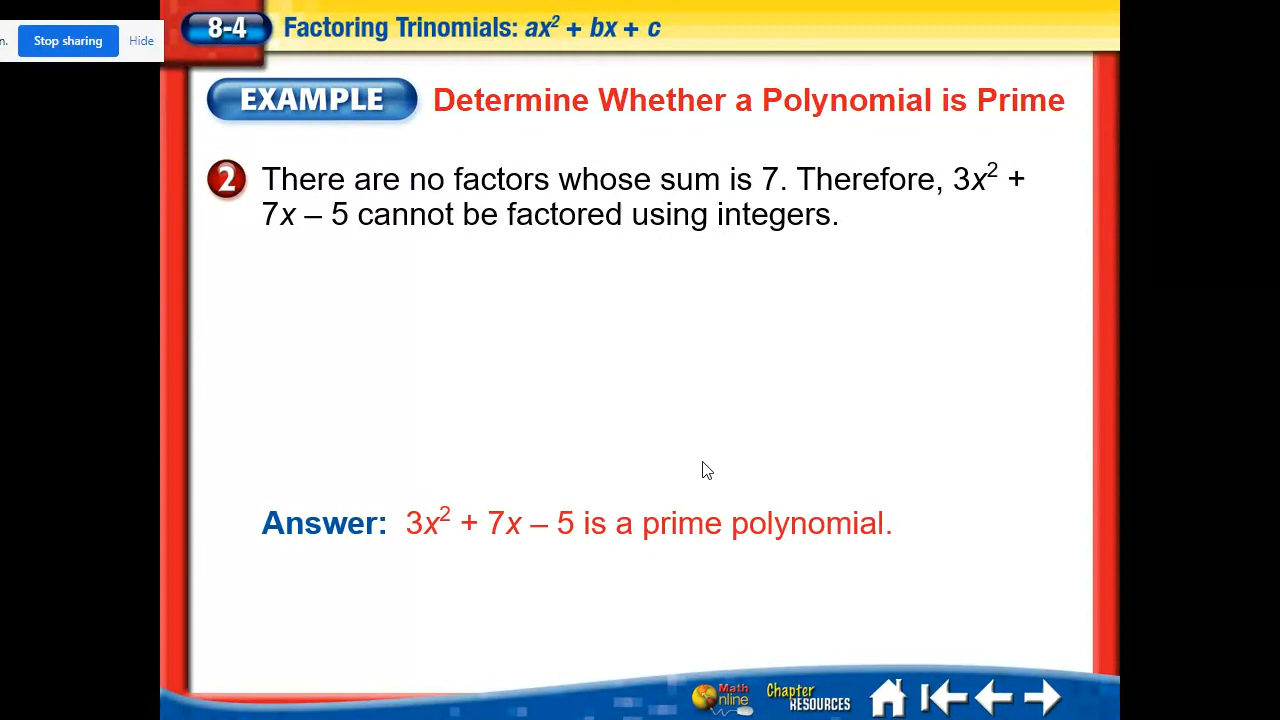 8-4 Factoring Trinomials: ax² + bx + c
n. Stop sharing Hide
EXAMPLE Determine Whether a Polynomial is Prime
2 There are no factors whose sum is 7. Therefore, 3x² +
7x – 5 cannot be factored using integers.
Answer: 3x² + 7x – 5 is a prime polynomial.
Math
nline
Chapter
RESOURCES